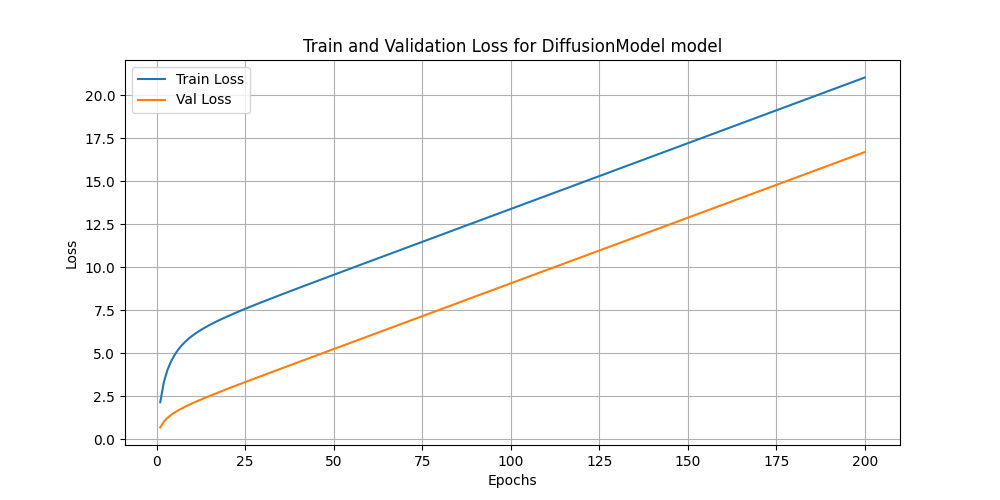 Train and Validation Loss for DiffusionModel model
Train Loss
Val Loss
Loss
20.0
17.5
15.0
12.5
10.0
7.5
5.0
2.5
0.0
0 25 50 75 100 125 150 175 200
Epochs